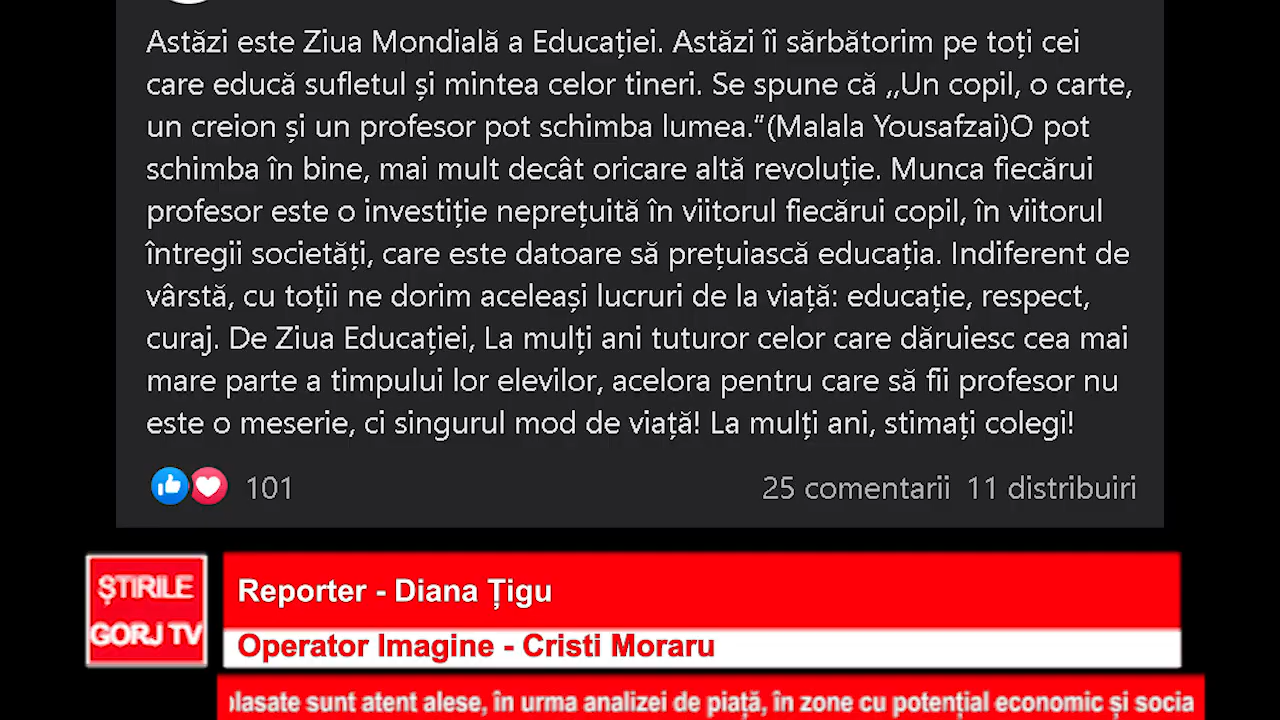 Astăzi este Ziua Mondială a Educației. Astăzi îi sărbătorim pe toți cei
care educă sufletul și mintea celor tineri. Se spune că ,,Un copil, o carte,
un creion și un profesor pot schimba lumea.”(Malala Yousafzai)O pot
schimba în bine, mai mult decât oricare altă revoluție. Munca fiecărui
profesor este o investiție neprețuită în viitorul fiecărui copil, în viitorul
întregii societăți, care este datoare să prețuiască educația. Indiferent de
vârstă, cu toții ne dorim aceleași lucruri de la viață: educație, respect,
curaj. De Ziua Educației, La mulți ani tuturor celor care dăruiesc cea mai
mare parte a timpului lor elevilor, acelora pentru care să fii profesor nu
este o meserie, ci singurul mod de viață! La mulți ani, stimați colegi!
101
25 comentarii 11 distribuiri
ȘTIRILE
GORJ TV
Reporter - Diana Țigu
Operator Imagine - Cristi Moraru
sunt atent alese, în urma analizei de piață, în zone cu potențial economic și socia